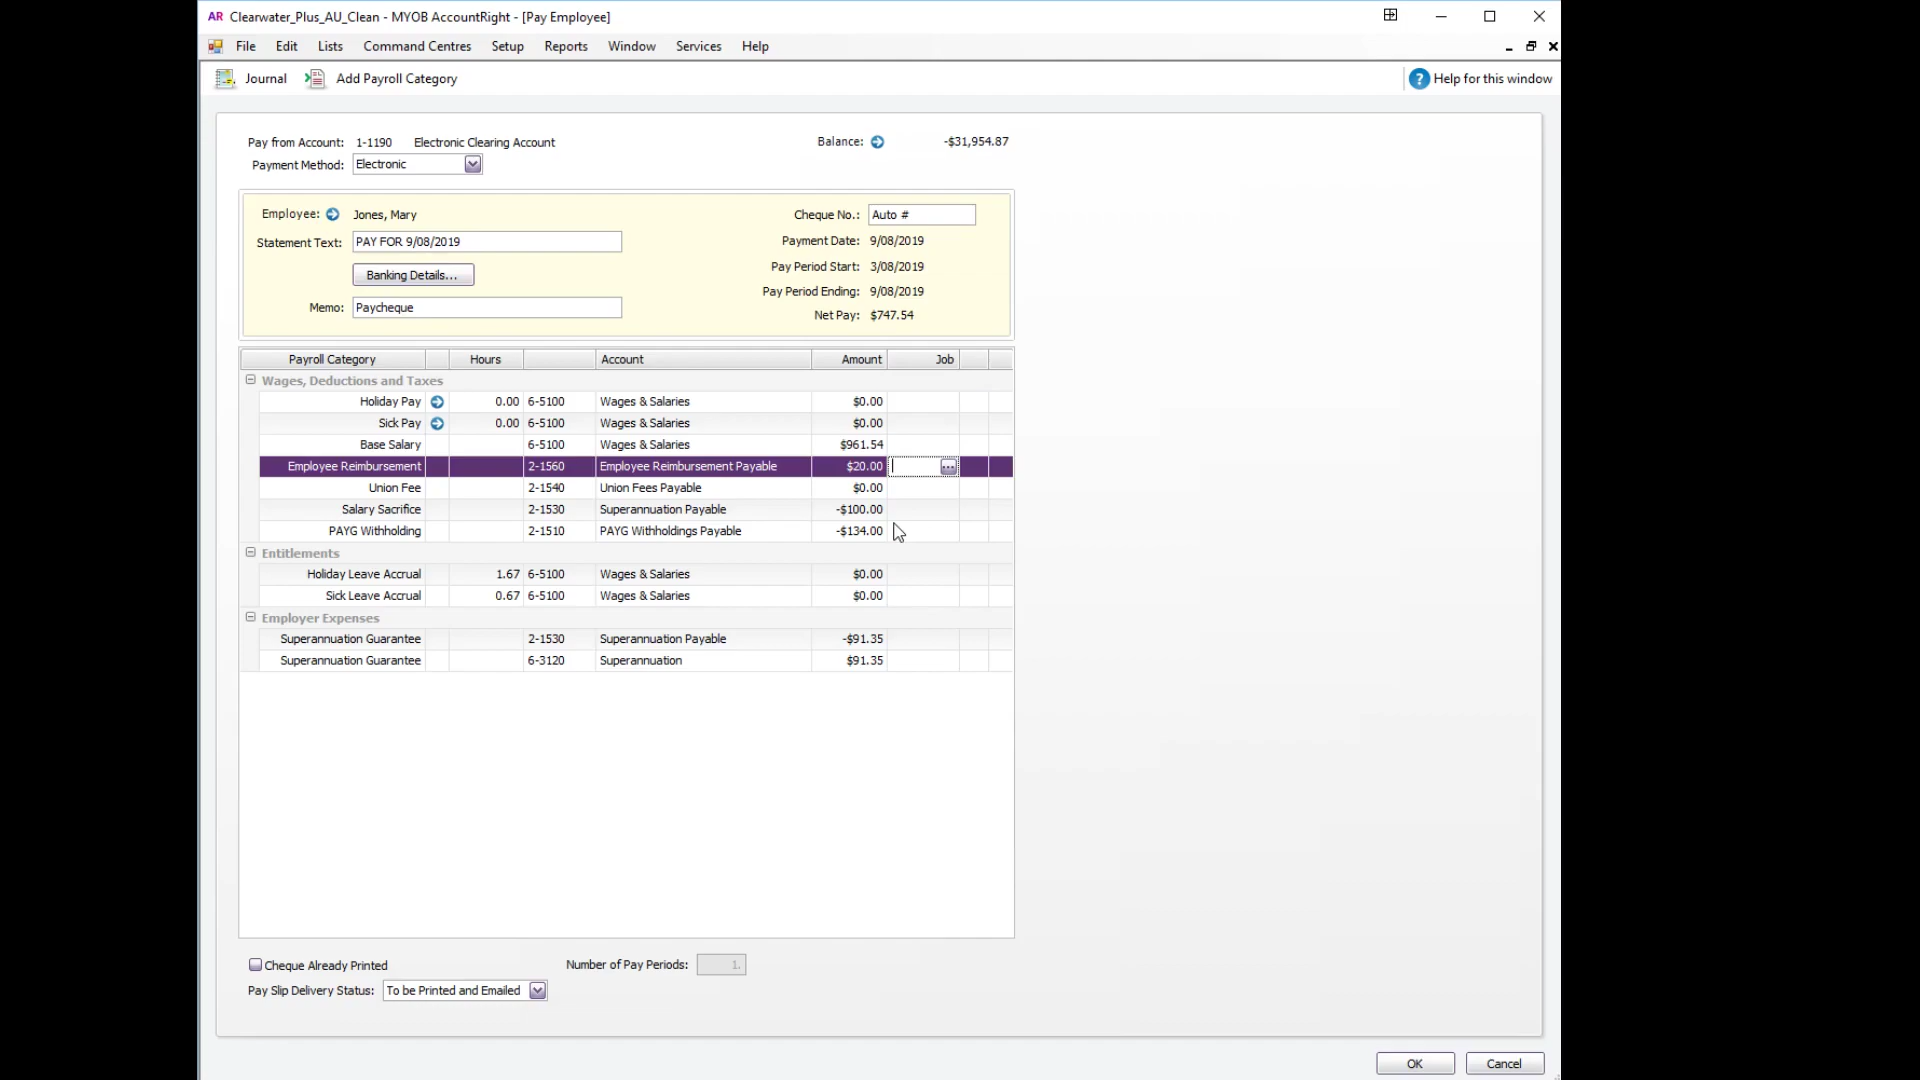 AR Clearwater_Plus_AU_Clean - MYOB AccountRight - [Pay Employee]
File Edit Lists Command Centres Setup Reports Window Services Help
Journal Add Payroll Category ? Help for this window
Pay from Account: 1-1190 Electronic Clearing Account Balance: -$31,954.87
Payment Method: Electronic
Employee: Jones, Mary Cheque No.: Auto #
Statement Text: PAY FOR 9/08/2019 Payment Date: 9/08/2019
Banking Details... Pay Period Start: 3/08/2019
Pay Period Ending: 9/08/2019
Memo: Paycheque Net Pay: $747.54
Payroll Category Hours Account Amount Job
Wages, Deductions and Taxes
Holiday Pay 0.00 6-5100 Wages & Salaries $0.00
Sick Pay 0.00 6-5100 Wages & Salaries $0.00
Base Salary 6-5100 Wages & Salaries $961.54
Employee Reimbursement 2-1560 Employee Reimbursement Payable $20.00 ...
Union Fee 2-1540 Union Fees Payable $0.00
Salary Sacrifice 2-1530 Superannuation Payable -$100.00
PAYG Withholding 2-1510 PAYG Withholdings Payable -$134.00
Entitlements
Holiday Leave Accrual 1.67 6-5100 Wages & Salaries $0.00
Sick Leave Accrual 0.67 6-5100 Wages & Salaries $0.00
Employer Expenses
Superannuation Guarantee 2-1530 Superannuation Payable -$91.35
Superannuation Guarantee 6-3120 Superannuation $91.35
Cheque Already Printed Number of Pay Periods: 1.
Pay Slip Delivery Status: To be Printed and Emailed
OK Cancel